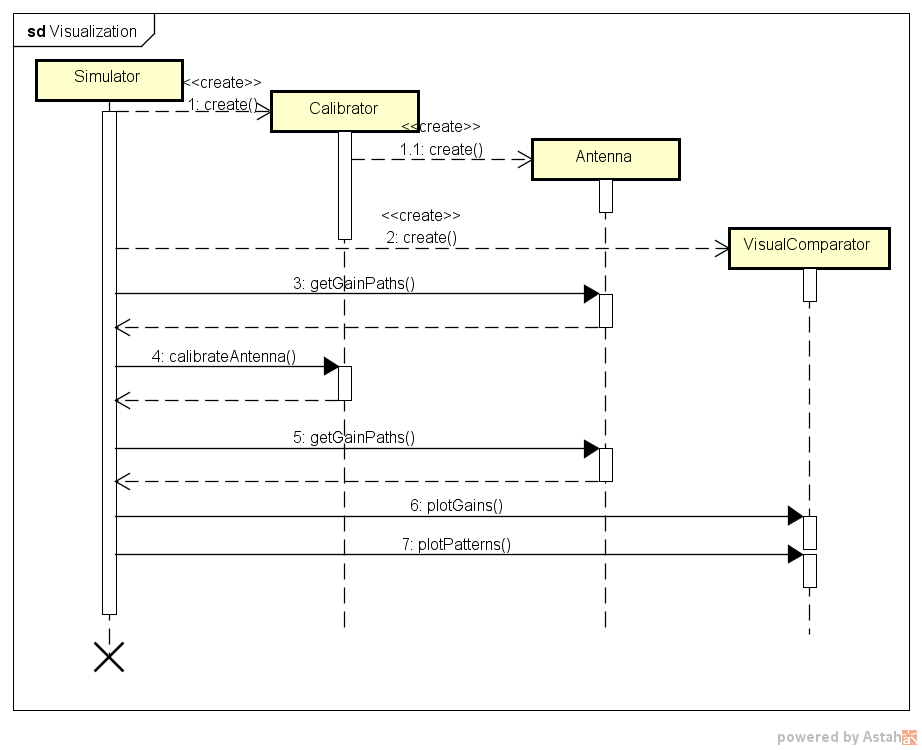 sd Visualization
Simulator
<<create>>
1: create()
Calibrator
<<create>>
1.1: create()
Antenna
<<create>>
2: create()
VisualComparator
3: getGainPaths()
4: calibrateAntenna()
5: getGainPaths()
6: plotGains()
7: plotPatterns()
powered by Astah